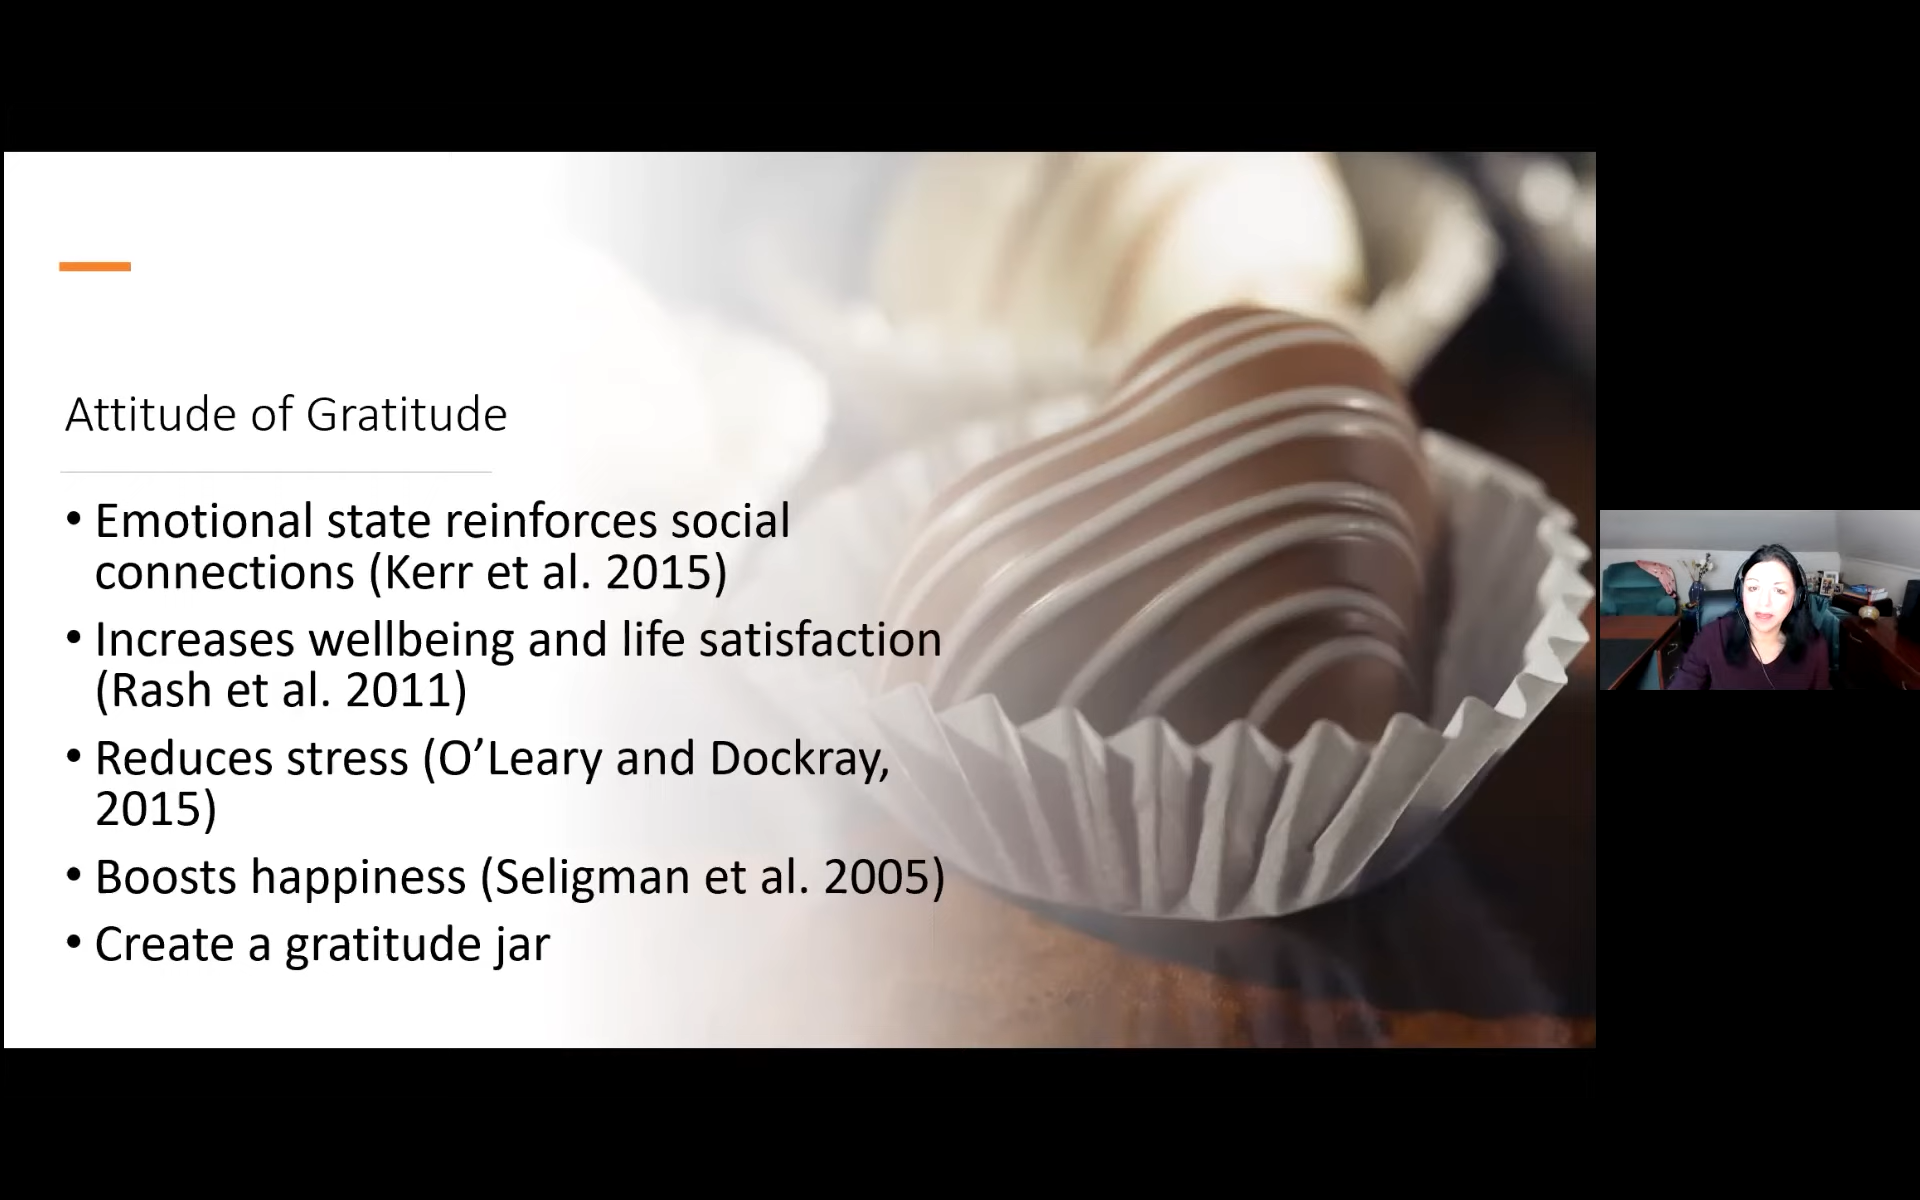 Attitude of Gratitude
• Emotional state reinforces social
connections (Kerr et al. 2015)
• Increases wellbeing and life satisfaction
(Rash et al. 2011)
• Reduces stress (O’Leary and Dockray,
2015)
• Boosts happiness (Seligman et al. 2005)
• Create a gratitude jar